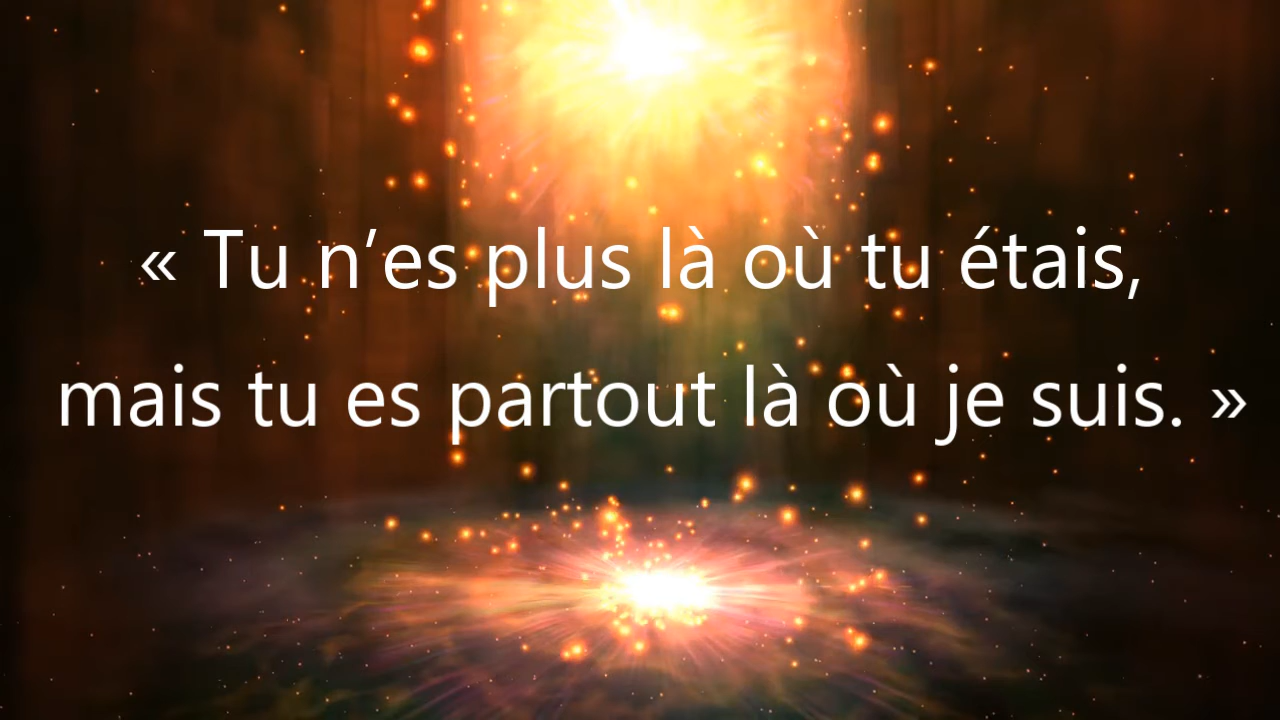 « Tu n’es plus là où tu étais,
mais tu es partout là où je suis. »